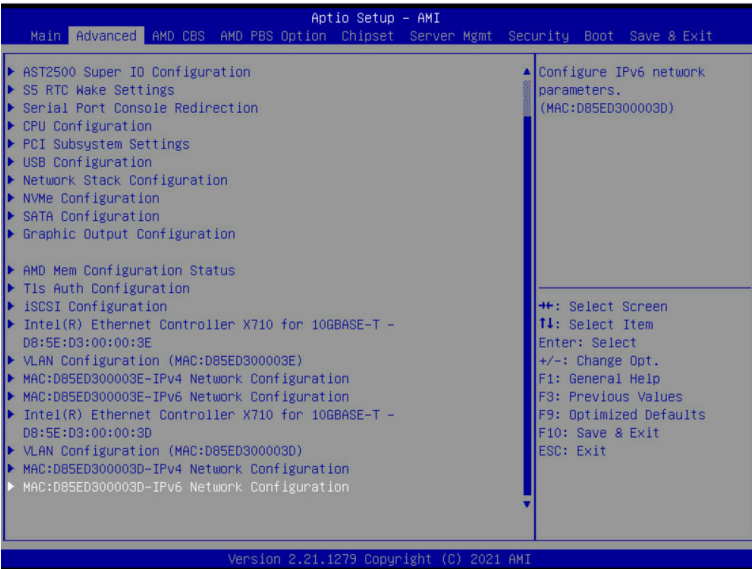 Aptio Setup – AMI
Main Advanced AMD CBS AMD PBS Option Chipset Server Mgmt Security Boot Save & Exit
▶ AST2500 Super IO Configuration
▶ S5 RTC Wake Settings
▶ Serial Port Console Redirection
▶ CPU Configuration
▶ PCI Subsystem Settings
▶ USB Configuration
▶ Network Stack Configuration
▶ NVMe Configuration
▶ SATA Configuration
▶ Graphic Output Configuration
▶ AMD Mem Configuration Status
▶ Tls Auth Configuration
▶ iSCSI Configuration
▶ Intel(R) Ethernet Controller X710 for 10GBASE-T –
D8:5E:D3:00:00:3E
▶ VLAN Configuration (MAC:D85ED300003E)
▶ MAC:D85ED300003E-IPv4 Network Configuration
▶ MAC:D85ED300003E-IPv6 Network Configuration
▶ Intel(R) Ethernet Controller X710 for 10GBASE-T –
D8:5E:D3:00:00:3D
▶ VLAN Configuration (MAC:D85ED300003D)
▶ MAC:D85ED300003D-IPv4 Network Configuration
▶ MAC:D85ED300003D-IPv6 Network Configuration
Configure IPv6 network
parameters.
(MAC:D85ED300003D)
→←: Select Screen
↑↓: Select Item
Enter: Select
+/-: Change Opt.
F1: General Help
F3: Previous Values
F9: Optimized Defaults
F10: Save & Exit
ESC: Exit
Version 2.21.1279 Copyright (C) 2021 AMI